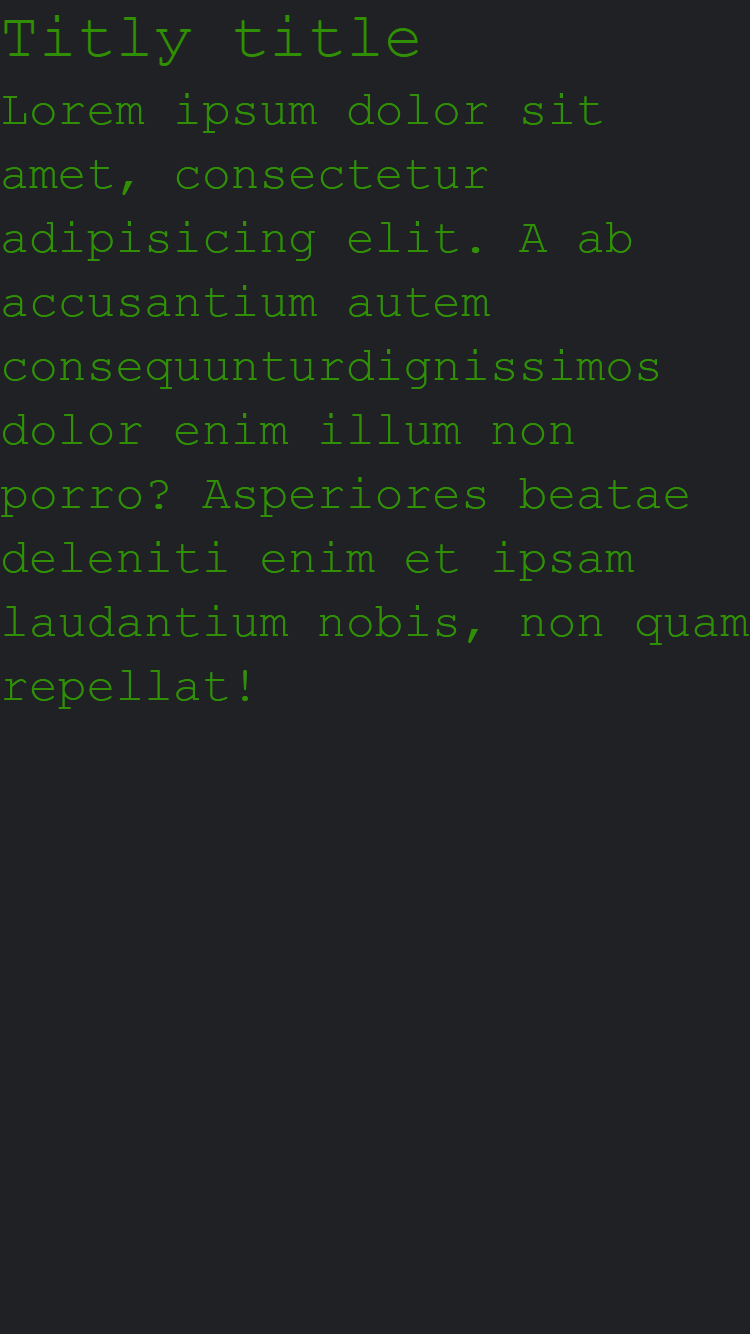 Titly title
Lorem ipsum dolor sit
amet, consectetur
adipisicing elit. A ab
accusantium autem
consequunturdignissimos
dolor enim illum non
porro? Asperiores beatae
deleniti enim et ipsam
laudantium nobis, non quam
repellat!